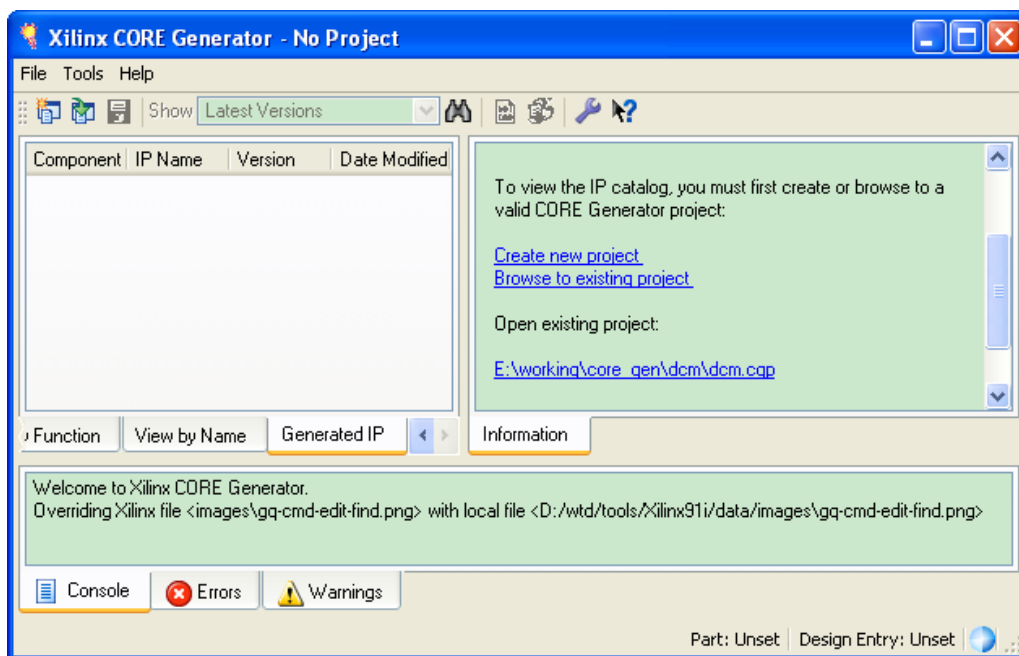 Xilinx CORE Generator - No Project
File Tools Help
Show Latest Versions
Component IP Name Version Date Modified
To view the IP catalog, you must first create or browse to a
valid CORE Generator project:
Create new project
Browse to existing project
Open existing project:
E:\working\core_gen\dcm\dcm.cgp
Function View by Name Generated IP
Information
Welcome to Xilinx CORE Generator.
Overriding Xilinx file <images\gq-cmd-edit-find.png> with local file <D:/wtd/tools/Xilinx91i/data/images\gq-cmd-edit-find.png>
Console Errors Warnings
Part: Unset Design Entry: Unset